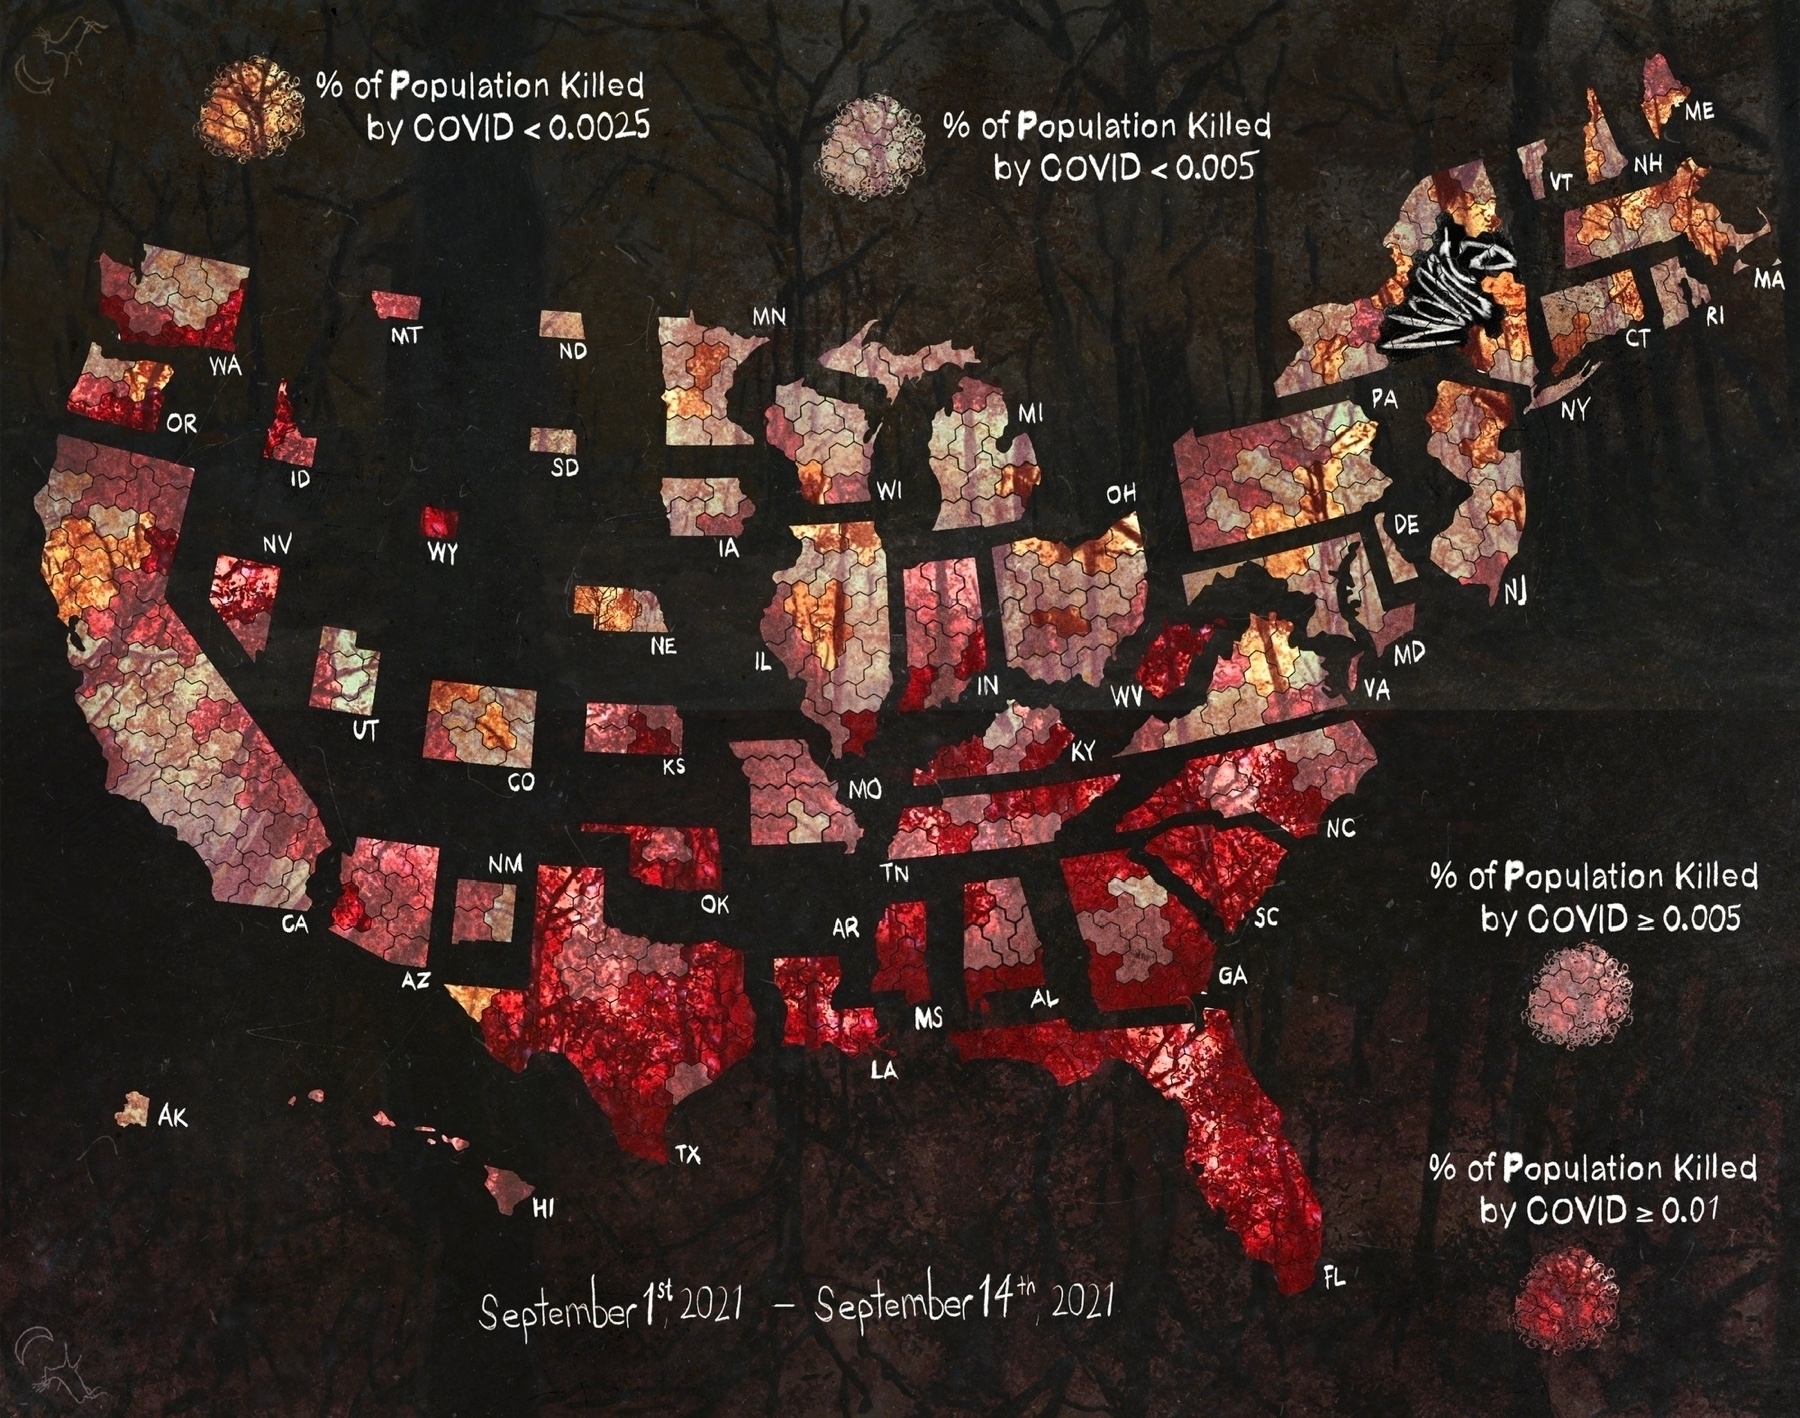 % of Population Killed
by COVID < 0.0025
% of Population Killed
by COVID < 0.005
ME
NH
VT
MA
RI
CT
NY
PA
NJ
DE
MD
VA
WV
OH
MI
WI
MN
ND
MT
WA
OR
ID
SD
WY
IA
NV
NE
IL
IN
UT
CO
KS
KY
MO
NC
TN
NM
OK
CA
AR
SC
AZ
GA
AL
MS
LA
AK
TX
HI
FL
% of Population Killed
by COVID ≥ 0.005
% of Population Killed
by COVID ≥ 0.01
September 1st, 2021 – September 14th, 2021